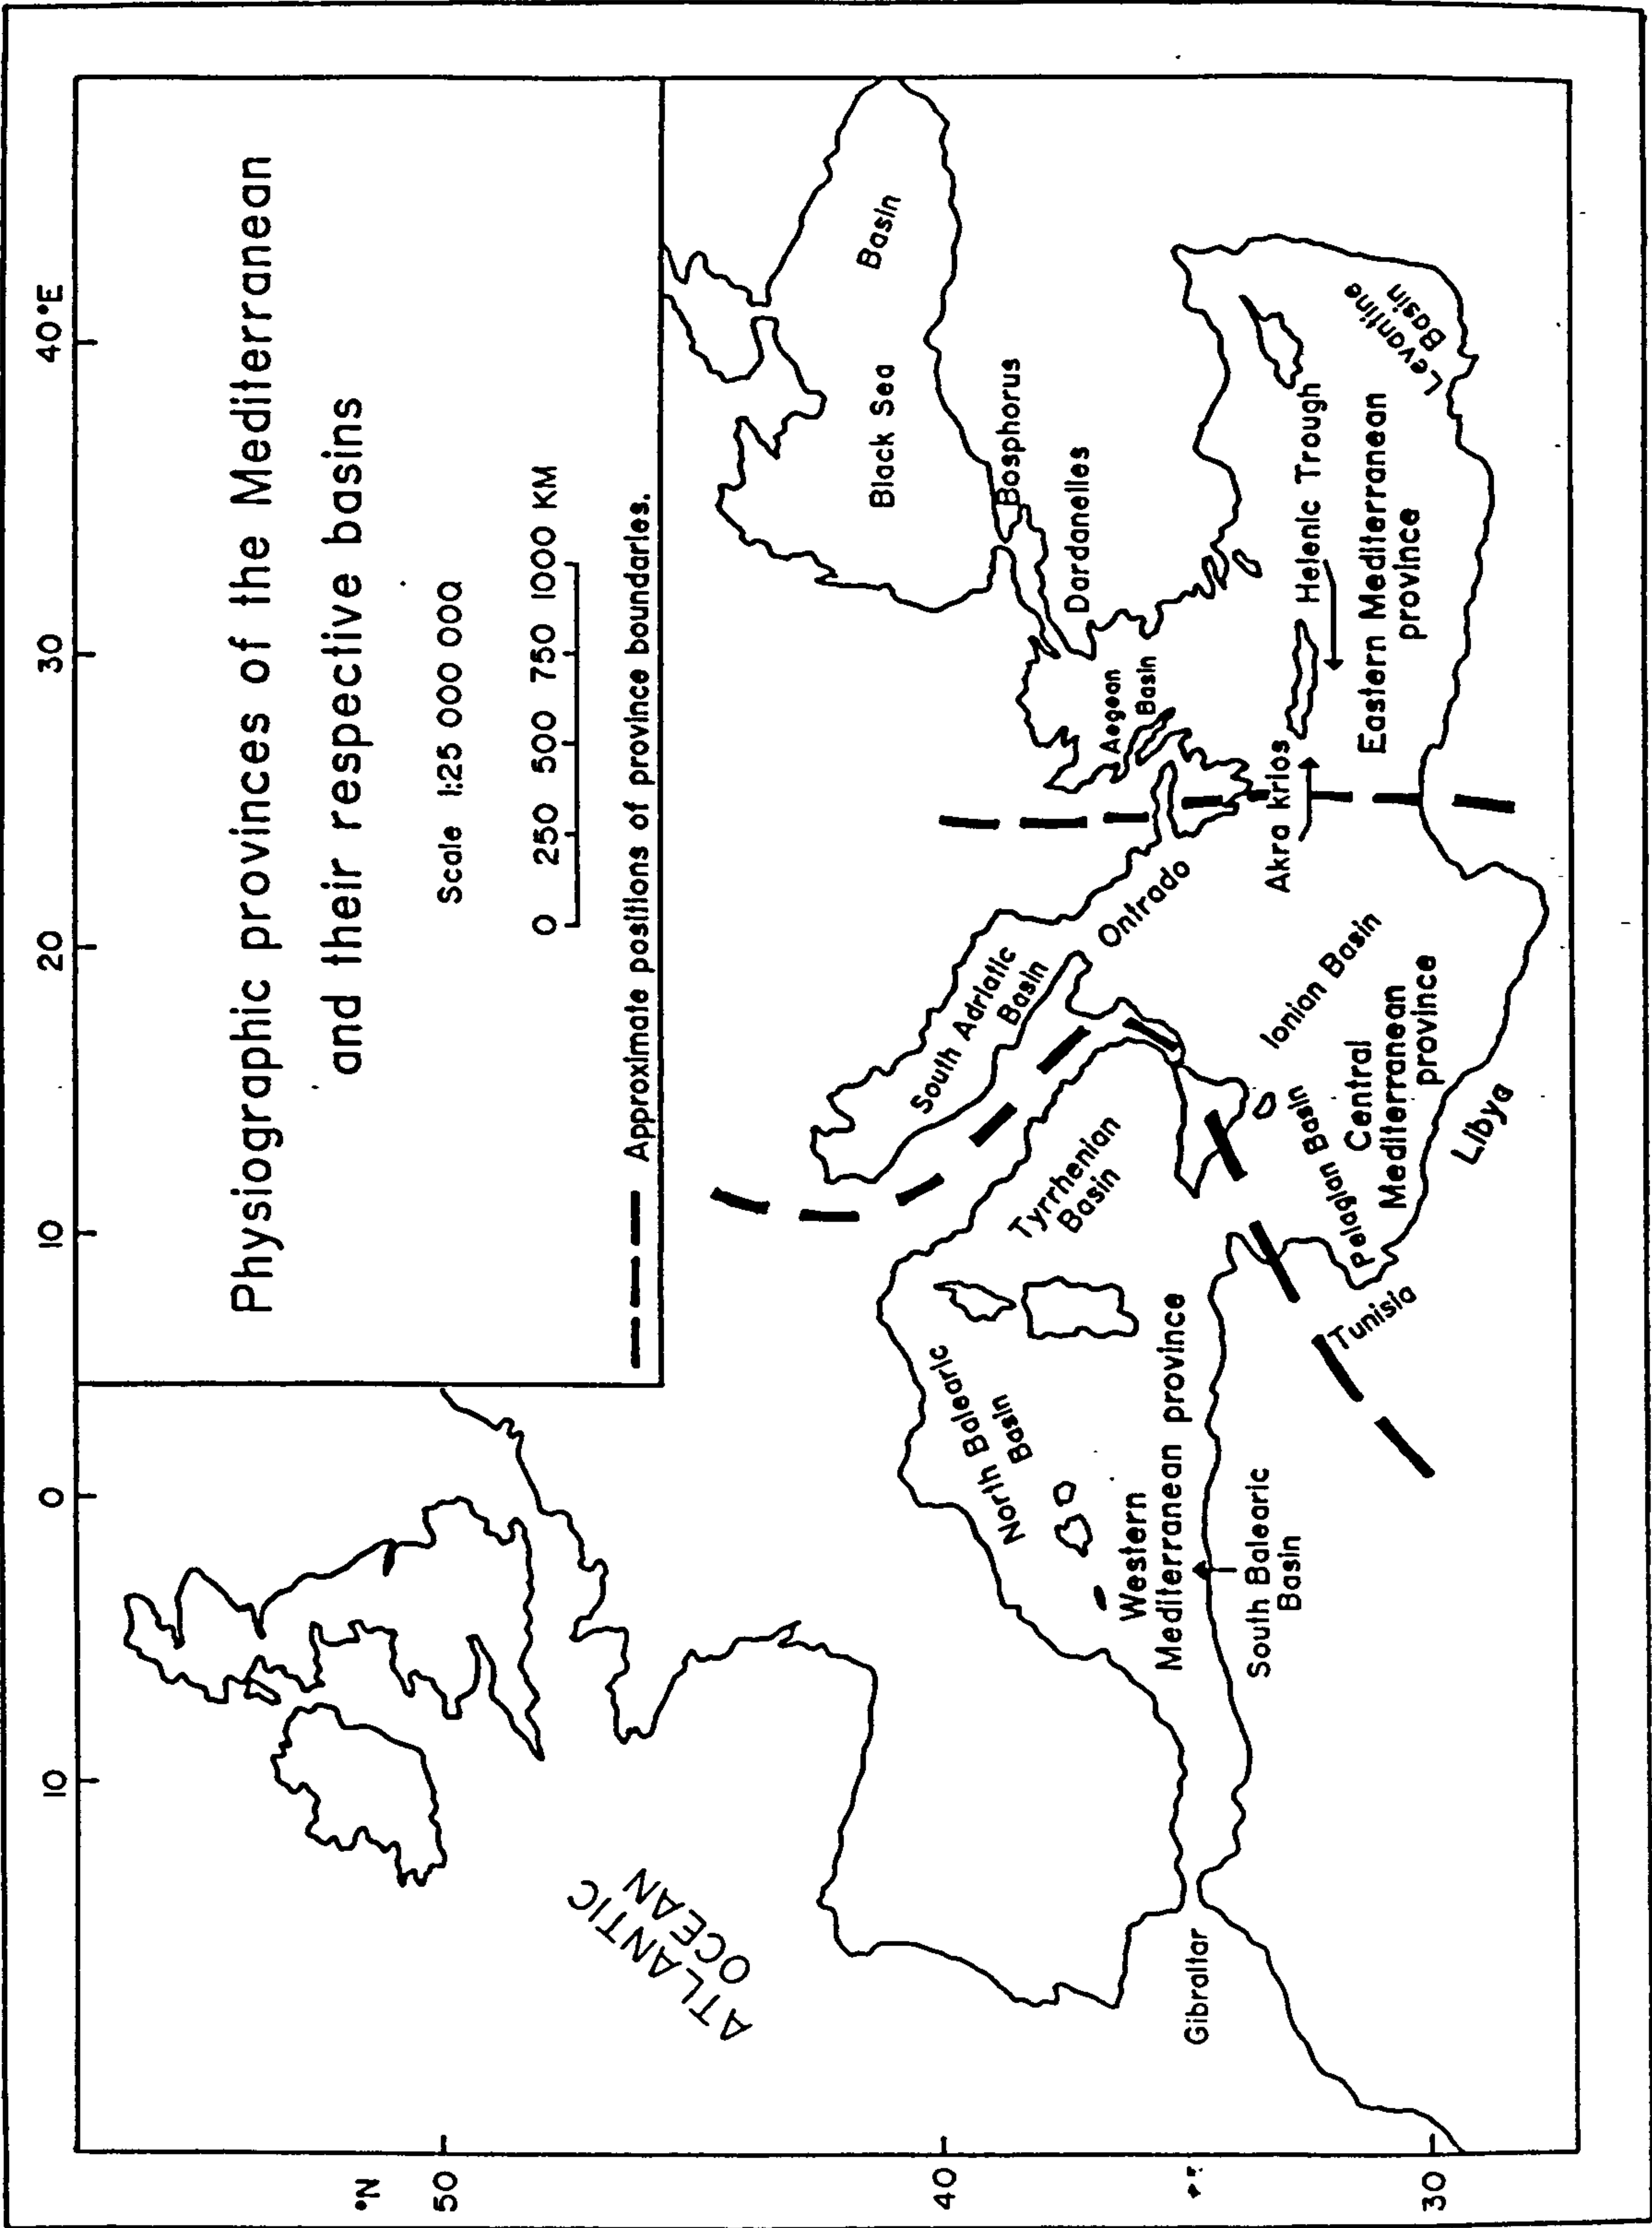 10
0
10
20
30
40°E
Physiographic provinces of the Mediterranean
and their respective basins
Scale 1:25 000 000
0 250 500 750 1000 KM
Approximate positions of province boundaries.
°N
50
40
30
ATLANTIC
OCEAN
Gibraltar
North Balearic
Basin
Western
Mediterranean province
South Balearic
Basin
Tyrrhenian
Basin
South Adriatic
Basin
Ontrado
Tunisia
Pelagian Basin
Central
Mediterranean
province
Libya
Ionian Basin
Akra krios
Aegean
Basin
Dardanelles
Bosphorus
Black Sea
Basin
Helenic Trough
Eastern Mediterranean
province
Levantine
Basin